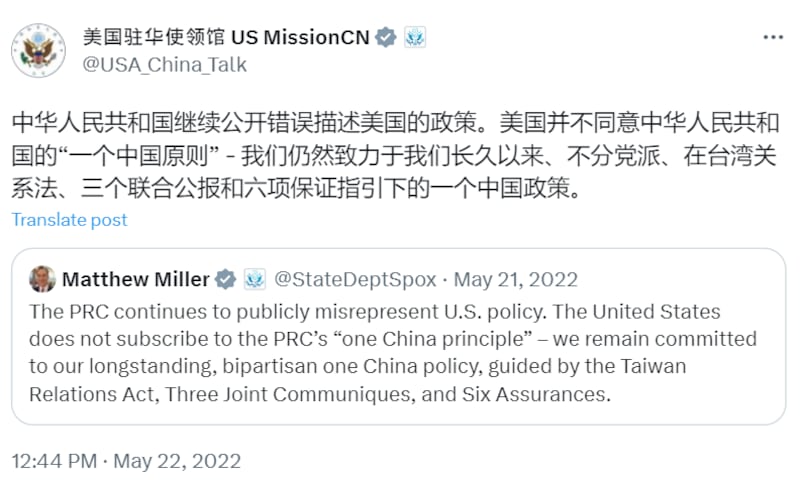 美国驻华使领馆 US MissionCN
@USA_China_Talk
中华人民共和国继续公开错误描述美国的政策。美国并不同意中华人民共和
国的“一个中国原则” - 我们仍然致力于我们长久以来、不分党派、在台湾关
系法、三个联合公报和六项保证指引下的一个中国政策。
Translate post
Matthew Miller @StateDeptSpox · May 21, 2022
The PRC continues to publicly misrepresent U.S. policy. The United States
does not subscribe to the PRC’s “one China principle” – we remain committed
to our longstanding, bipartisan one China policy, guided by the Taiwan
Relations Act, Three Joint Communiques, and Six Assurances.
12:44 PM · May 22, 2022